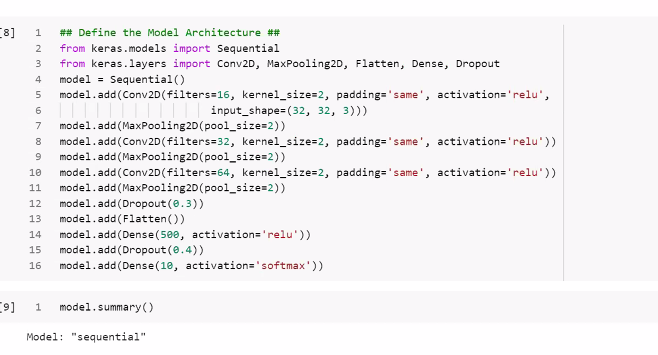 [8] 1 ## Define the Model Architecture ##
2 from keras.models import Sequential
3 from keras.layers import Conv2D, MaxPooling2D, Flatten, Dense, Dropout
4 model = Sequential()
5 model.add(Conv2D(filters=16, kernel_size=2, padding='same', activation='relu',
6 input_shape=(32, 32, 3)))
7 model.add(MaxPooling2D(pool_size=2))
8 model.add(Conv2D(filters=32, kernel_size=2, padding='same', activation='relu'))
9 model.add(MaxPooling2D(pool_size=2))
10 model.add(Conv2D(filters=64, kernel_size=2, padding='same', activation='relu'))
11 model.add(MaxPooling2D(pool_size=2))
12 model.add(Dropout(0.3))
13 model.add(Flatten())
14 model.add(Dense(500, activation='relu'))
15 model.add(Dropout(0.4))
16 model.add(Dense(10, activation='softmax'))
[9] 1 model.summary()
Model: "sequential"